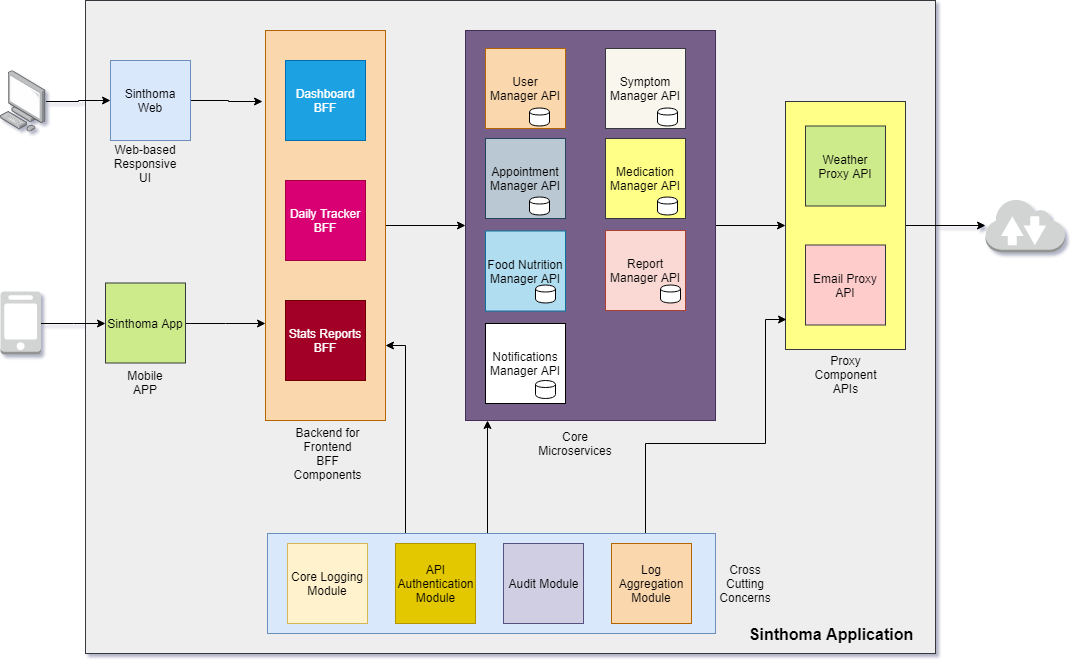 Sinthoma
Web
Web-based
Responsive
UI
Sinthoma App
Mobile
APP
Dashboard
BFF
Daily Tracker
BFF
Stats Reports
BFF
Backend for
Frontend
BFF
Components
User
Manager API
Symptom
Manager API
Appointment
Manager API
Medication
Manager API
Food Nutrition
Manager API
Report
Manager API
Notifications
Manager API
Core
Microservices
Weather
Proxy API
Email Proxy
API
Proxy
Component
APIs
Core Logging
Module
API
Authentication
Module
Audit Module
Log
Aggregation
Module
Cross
Cutting
Concerns
Sinthoma Application